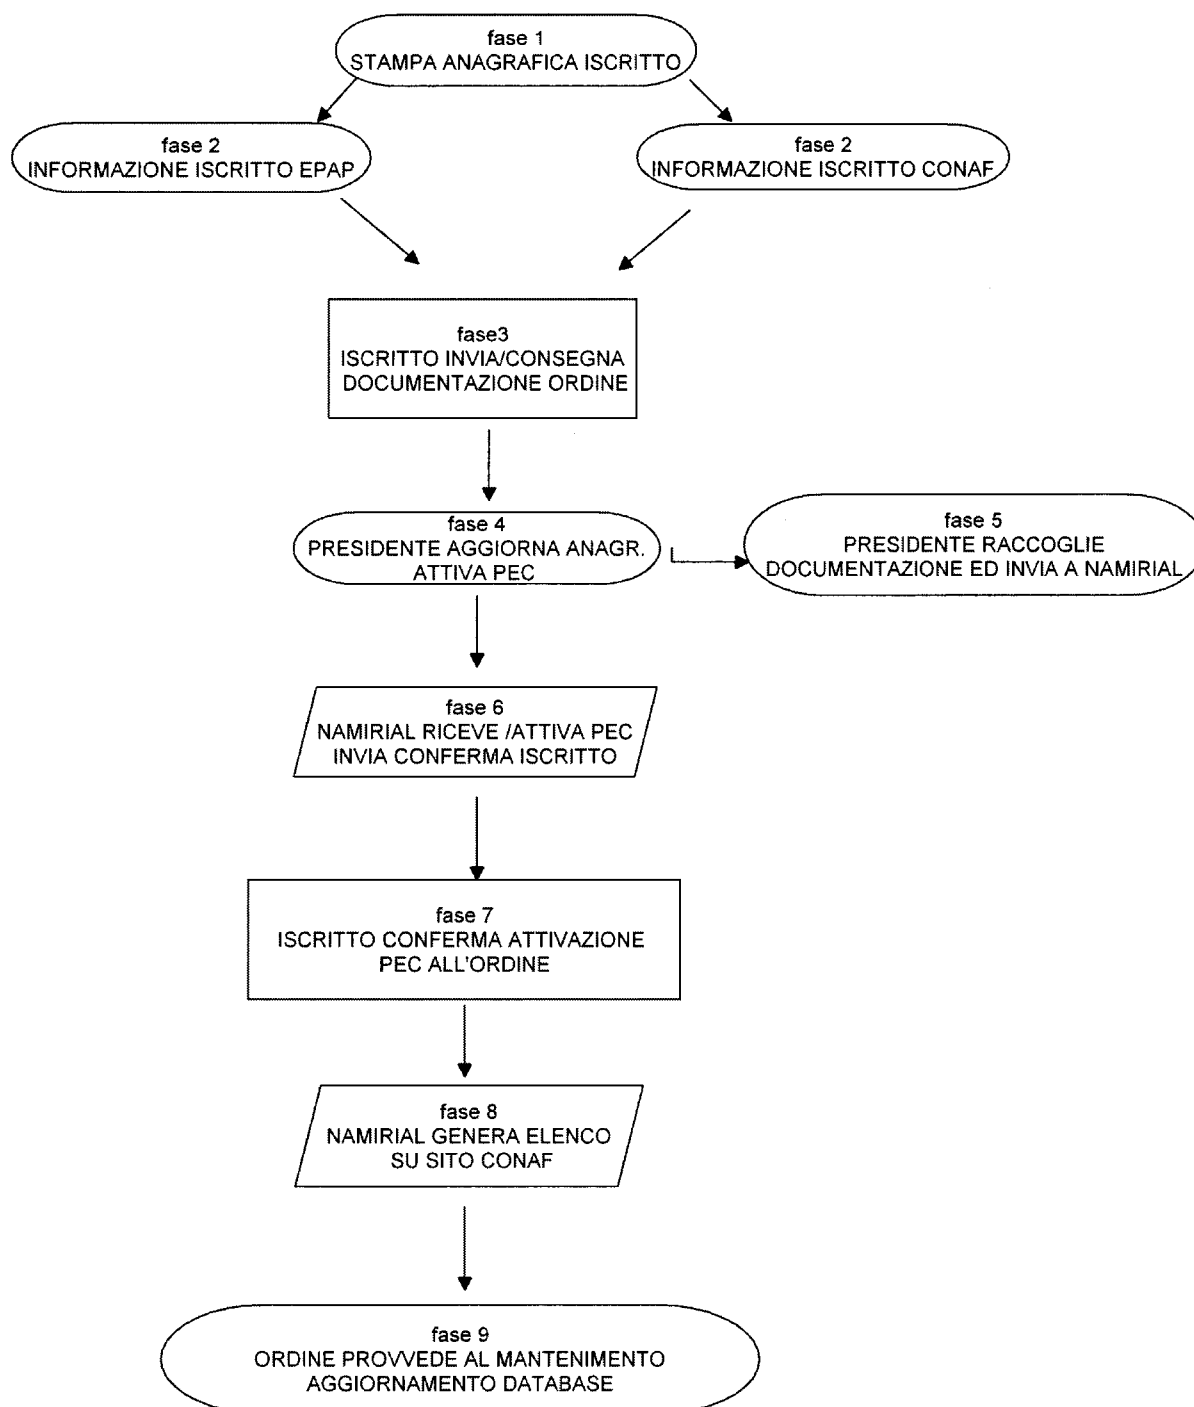 fase 1
STAMPA ANAGRAFICA ISCRITTO
fase 2
INFORMAZIONE ISCRITTO EPAP
fase 2
INFORMAZIONE ISCRITTO CONAF
fase3
ISCRITTO INVIA/CONSEGNA
DOCUMENTAZIONE ORDINE
fase 4
PRESIDENTE AGGIORNA ANAGR.
ATTIVA PEC
fase 5
PRESIDENTE RACCOGLIE
DOCUMENTAZIONE ED INVIA A NAMIRIAL
fase 6
NAMIRIAL RICEVE /ATTIVA PEC
INVIA CONFERMA ISCRITTO
fase 7
ISCRITTO CONFERMA ATTIVAZIONE
PEC ALL'ORDINE
fase 8
NAMIRIAL GENERA ELENCO
SU SITO CONAF
fase 9
ORDINE PROVVEDE AL MANTENIMENTO
AGGIORNAMENTO DATABASE